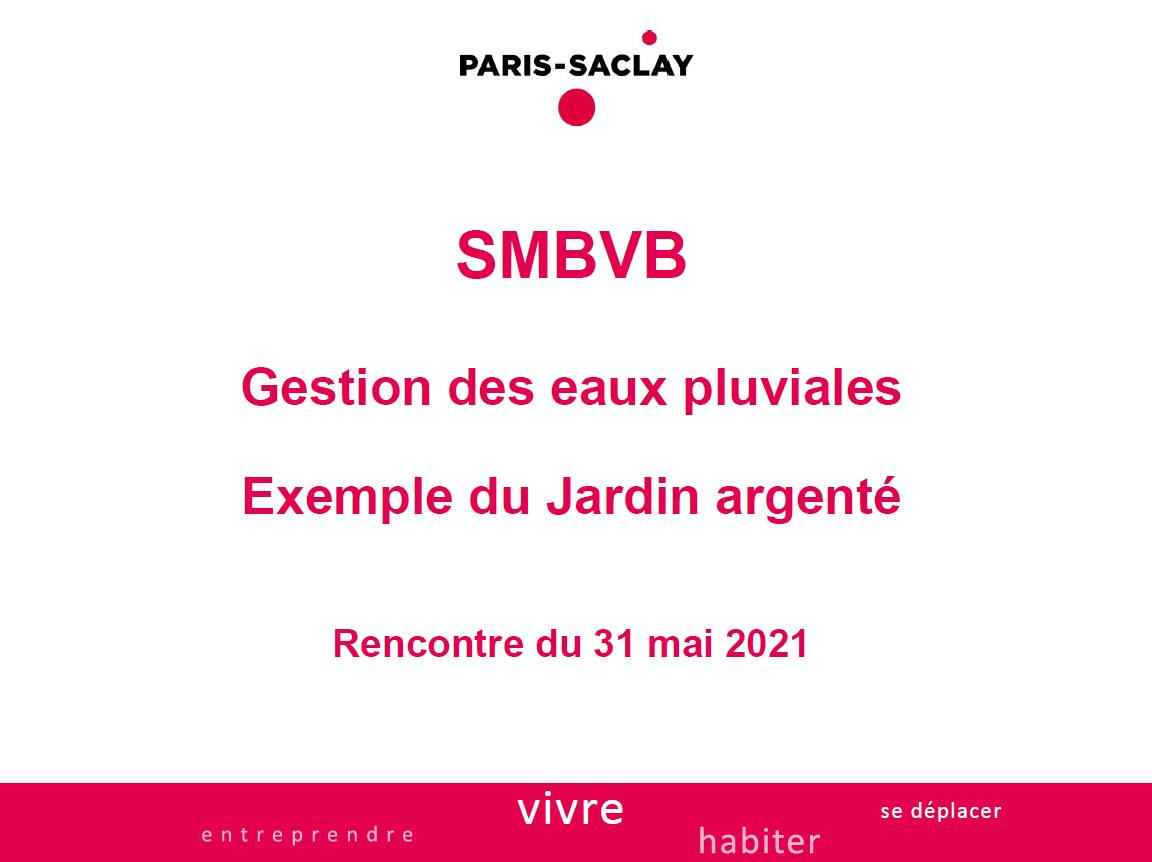 PARIS-SACLAY
SMBVB
Gestion des eaux pluviales
Exemple du Jardin argenté
Rencontre du 31 mai 2021
vivre
se déplacer
entreprendre
habiter